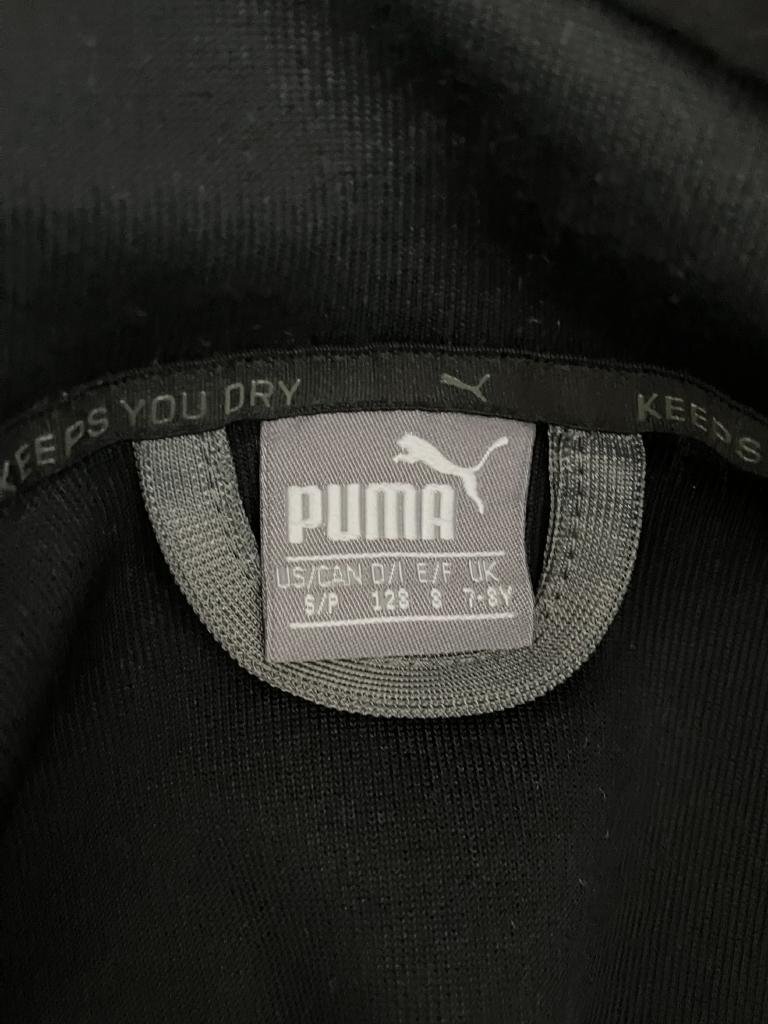 KEEPS YOU DRY
KEEPS
PUMA
US/CAN D/I E/F UK
S/P 128 8 7-8Y